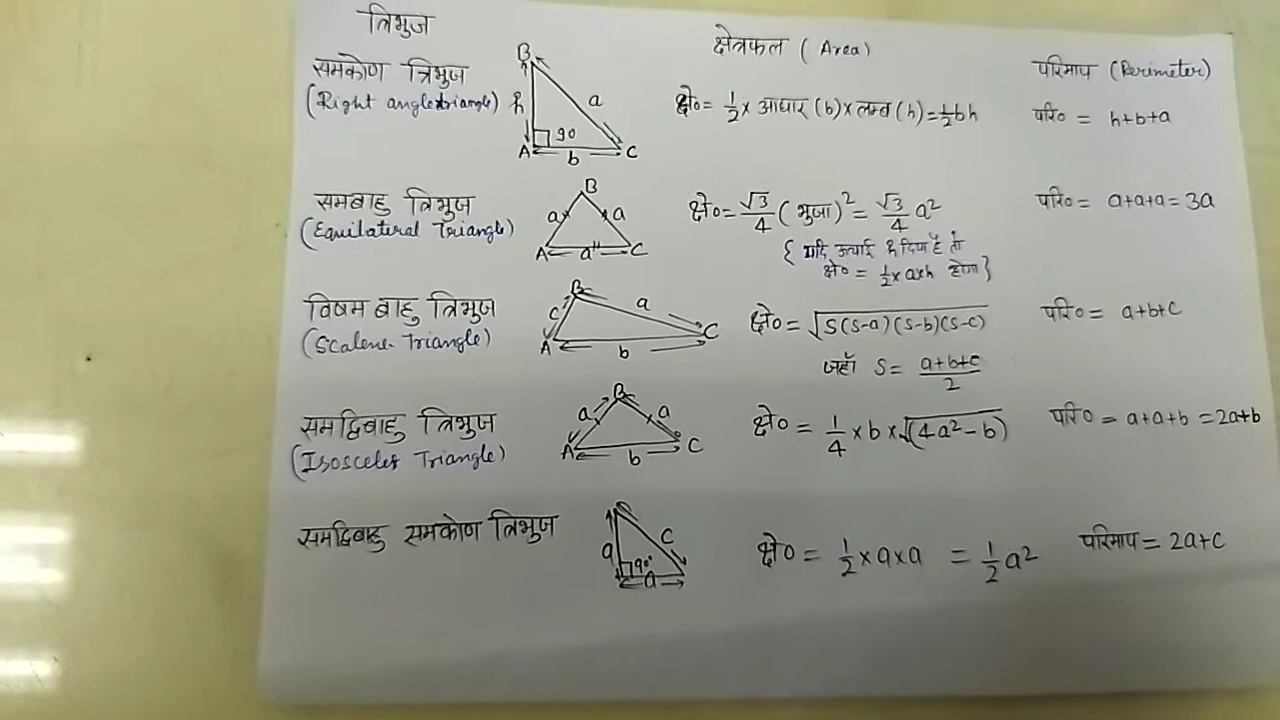 त्रिभुज
क्षेत्रफल (Area)
परिमाप (Perimeter)
समकोण त्रिभुज
(Right angle triangle)
B
h
a
90
A
b
C
क्षे० = 1/2 × आधार (b) × लम्ब (h) = 1/2 bh
परि० = h+b+a
समबाहु त्रिभुज
(Equilateral Triangle)
B
a
a
A
a
C
क्षे० = √3/4 (भुजा)² = √3/4 a²
{ यदि ऊचाई h दिया है तो
क्षे० = 1/2 × a×h होगा }
परि० = a+a+a = 3a
विषम बाहु त्रिभुज
(Scalene Triangle)
B
c
a
A
b
C
क्षे० = √S(S-a)(S-b)(S-c)
जहाँ S = a+b+c/2
परि० = a+b+c
समद्विबाहु त्रिभुज
(Isosceles Triangle)
B
a
a
A
b
C
क्षे० = 1/4 × b × √(4a²-b)
परि० = a+a+b = 2a+b
समद्विबाहु समकोण त्रिभुज
a
c
90°
a
क्षे० = 1/2 × a × a = 1/2 a²
परिमाप = 2a+c